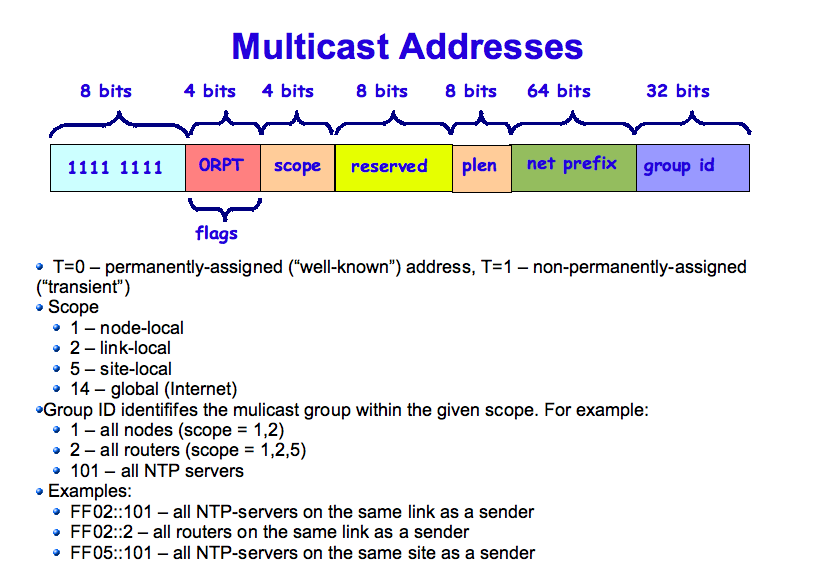 Multicast Addresses
8 bits 4 bits 4 bits 8 bits 8 bits 64 bits 32 bits
1111 1111 0RPT scope reserved plen net prefix group id
flags
T=0 – permanently-assigned (“well-known”) address, T=1 – non-permanently-assigned
(“transient”)
Scope
1 – node-local
2 – link-local
5 – site-local
14 – global (Internet)
Group ID identififes the mulicast group within the given scope. For example:
1 – all nodes (scope = 1,2)
2 – all routers (scope = 1,2,5)
101 – all NTP servers
Examples:
FF02::101 – all NTP-servers on the same link as a sender
FF02::2 – all routers on the same link as a sender
FF05::101 – all NTP-servers on the same site as a sender